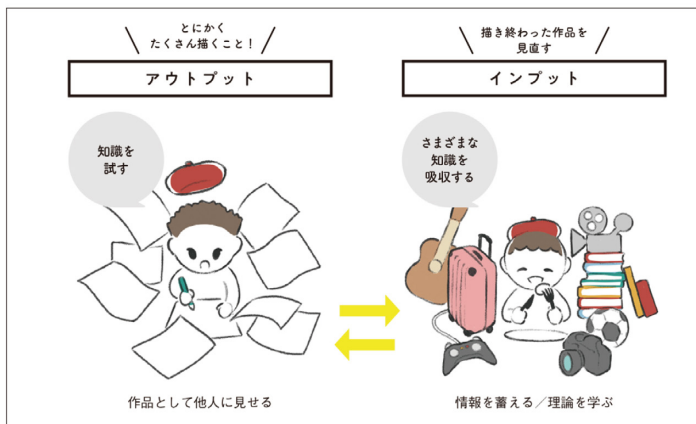 とにかく
たくさん描くこと！
アウトプット
知識を
試す
作品として他人に見せる
描き終わった作品を
見直す
インプット
さまざまな
知識を
吸収する
情報を蓄える／理論を学ぶ